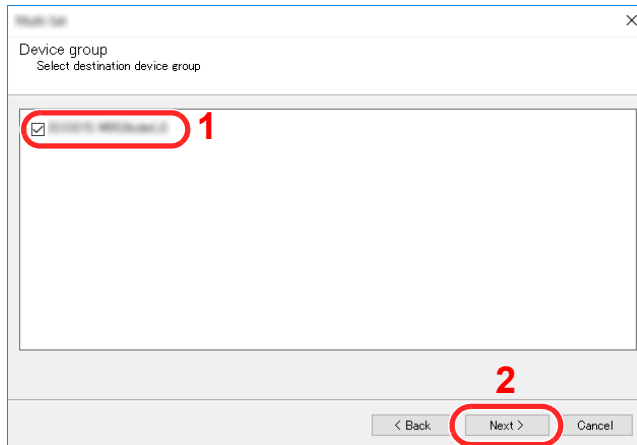 Device group
Select destination device group
1
2
< Back
Next >
Cancel